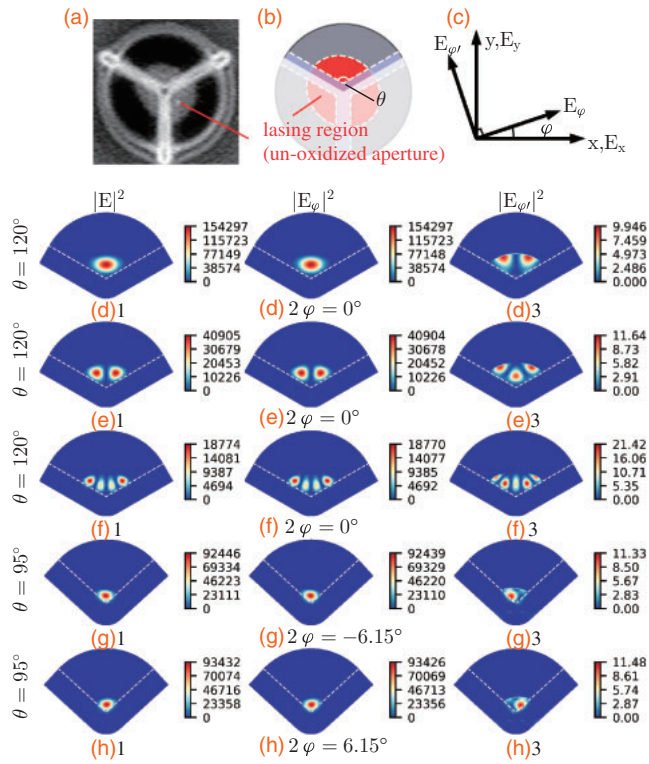 (a) (b) (c)
y,E_y
E_φ′
E_φ
φ
x,E_x
θ
lasing region
(un-oxidized aperture)
|E|² |E_φ|² |E_φ′|²
θ = 120°
154297 154297 9.946
115723 115723 7.459
77149 77148 4.973
38574 38574 2.486
0 0 0.000
(d)1 (d)2 φ = 0° (d)3
θ = 120°
40905 40904 11.64
30679 30678 8.73
20453 20452 5.82
10226 10226 2.91
0 0 0.00
(e)1 (e)2 φ = 0° (e)3
θ = 120°
18774 18770 21.42
14081 14077 16.06
9387 9385 10.71
4694 4692 5.35
0 0 0.00
(f)1 (f)2 φ = 0° (f)3
θ = 95°
92446 92439 11.33
69334 69329 8.50
46223 46220 5.67
23111 23110 2.83
0 0 0.00
(g)1 (g)2 φ = −6.15° (g)3
θ = 95°
93432 93426 11.48
70074 70069 8.61
46716 46713 5.74
23358 23356 2.87
0 0 0.00
(h)1 (h)2 φ = 6.15° (h)3